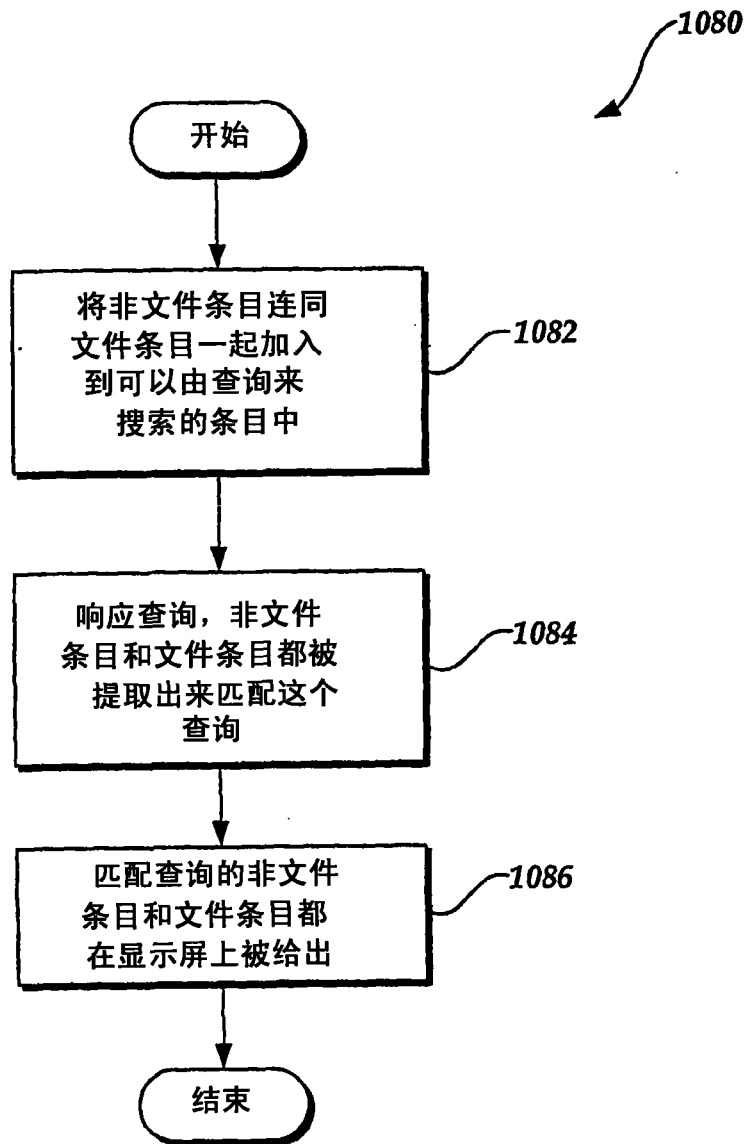 1080
开始
将非文件条目连同
文件条目一起加入
到可以由查询来
搜索的条目中
1082
响应查询，非文件
条目和文件条目都被
提取出来匹配这个
查询
1084
匹配查询的非文件
条目和文件条目都
在显示屏上被给出
1086
结束